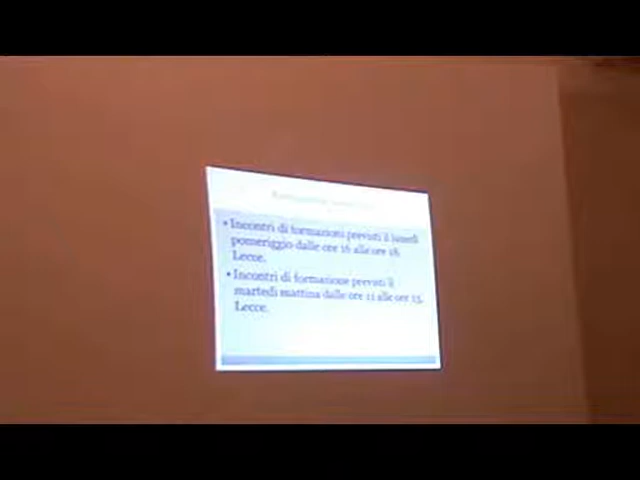 • Incontri di formazioni previsti il lunedì
pomeriggio dalle ore 16 alle ore 18
Lecce.
• Incontri di formazione previsti il
martedì mattina dalle ore 11 alle ore 13.
Lecce.